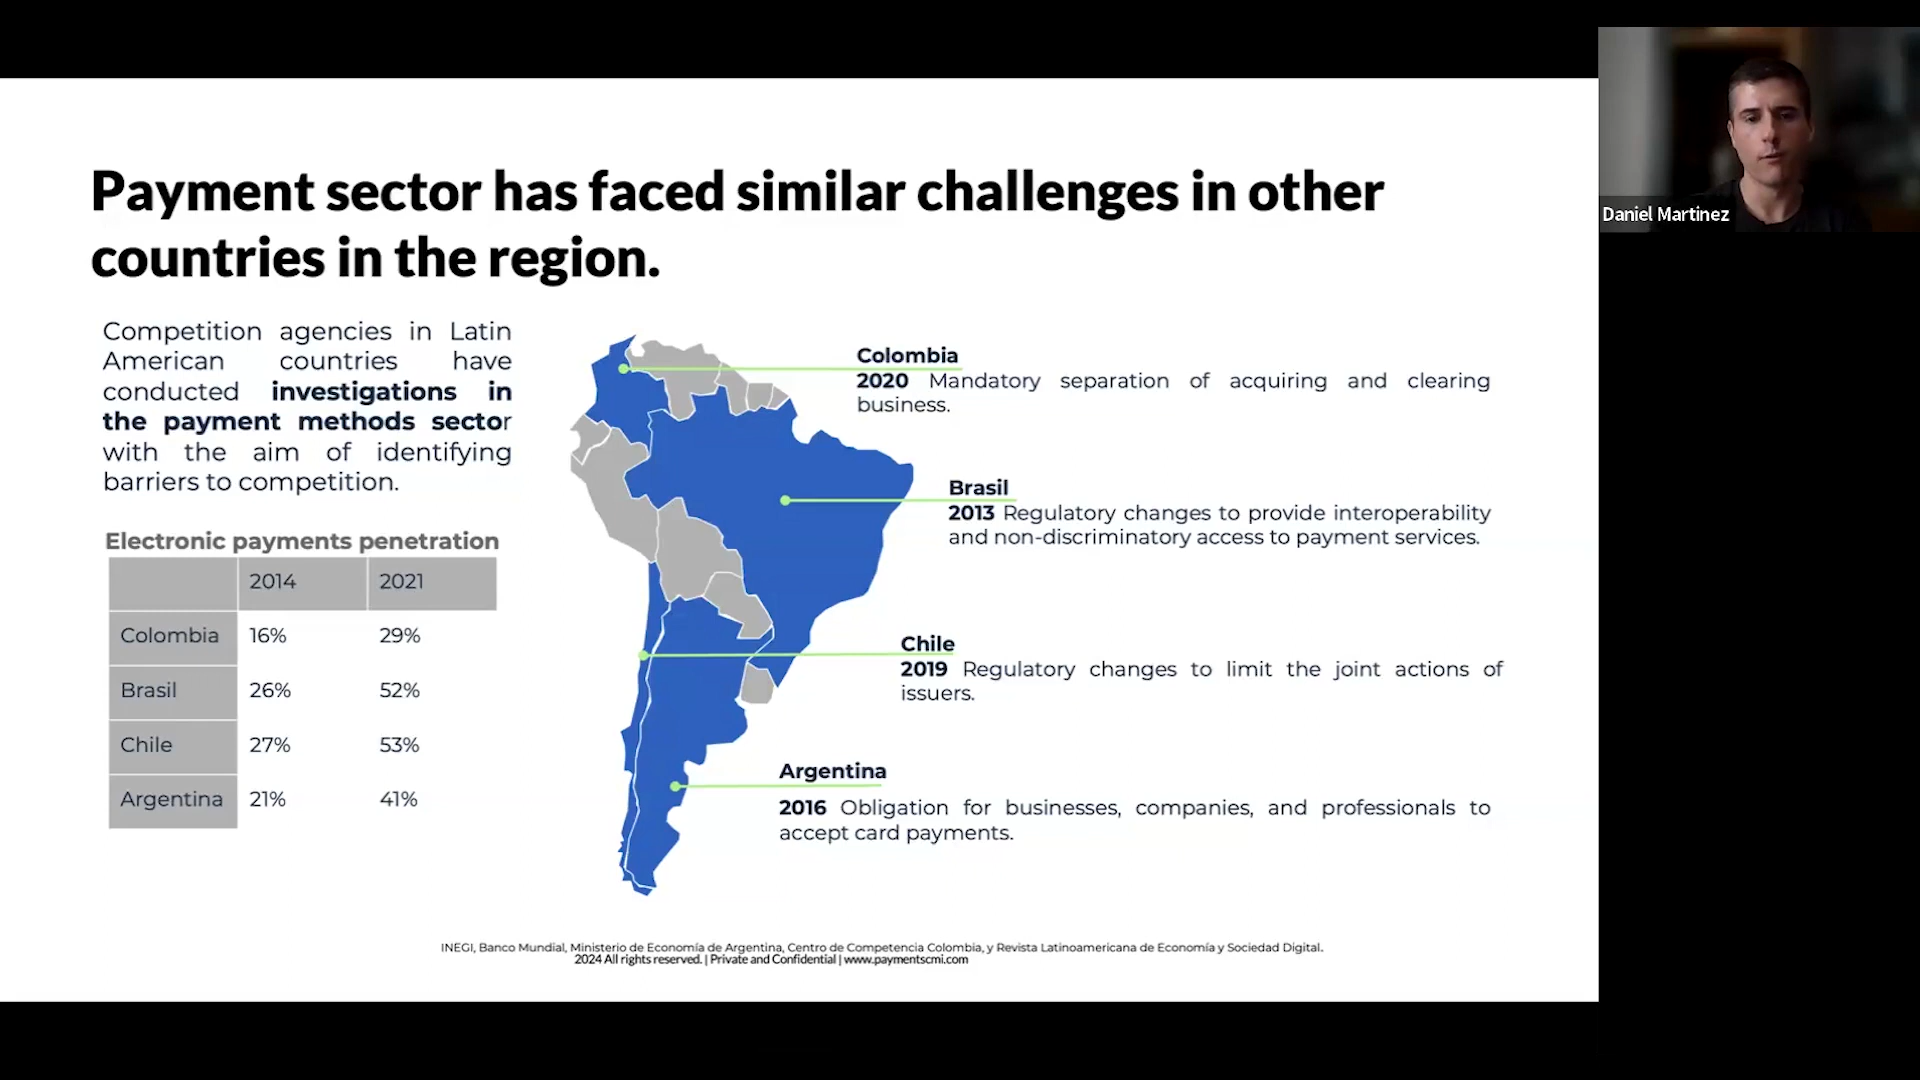 Payment sector has faced similar challenges in other
countries in the region.
Competition agencies in Latin
American countries have
conducted investigations in
the payment methods sector
with the aim of identifying
barriers to competition.
Electronic payments penetration
2014 2021
Colombia 16% 29%
Brasil 26% 52%
Chile 27% 53%
Argentina 21% 41%
Colombia
2020 Mandatory separation of acquiring and clearing
business.
Brasil
2013 Regulatory changes to provide interoperability
and non-discriminatory access to payment services.
Chile
2019 Regulatory changes to limit the joint actions of
issuers.
Argentina
2016 Obligation for businesses, companies, and professionals to
accept card payments.
INEGI, Banco Mundial, Ministerio de Economía de Argentina, Centro de Competencia Colombia, y Revista Latinoamericana de Economía y Sociedad Digital.
2024 All rights reserved. | Private and Confidential | www.paymentscmi.com
Daniel Martinez